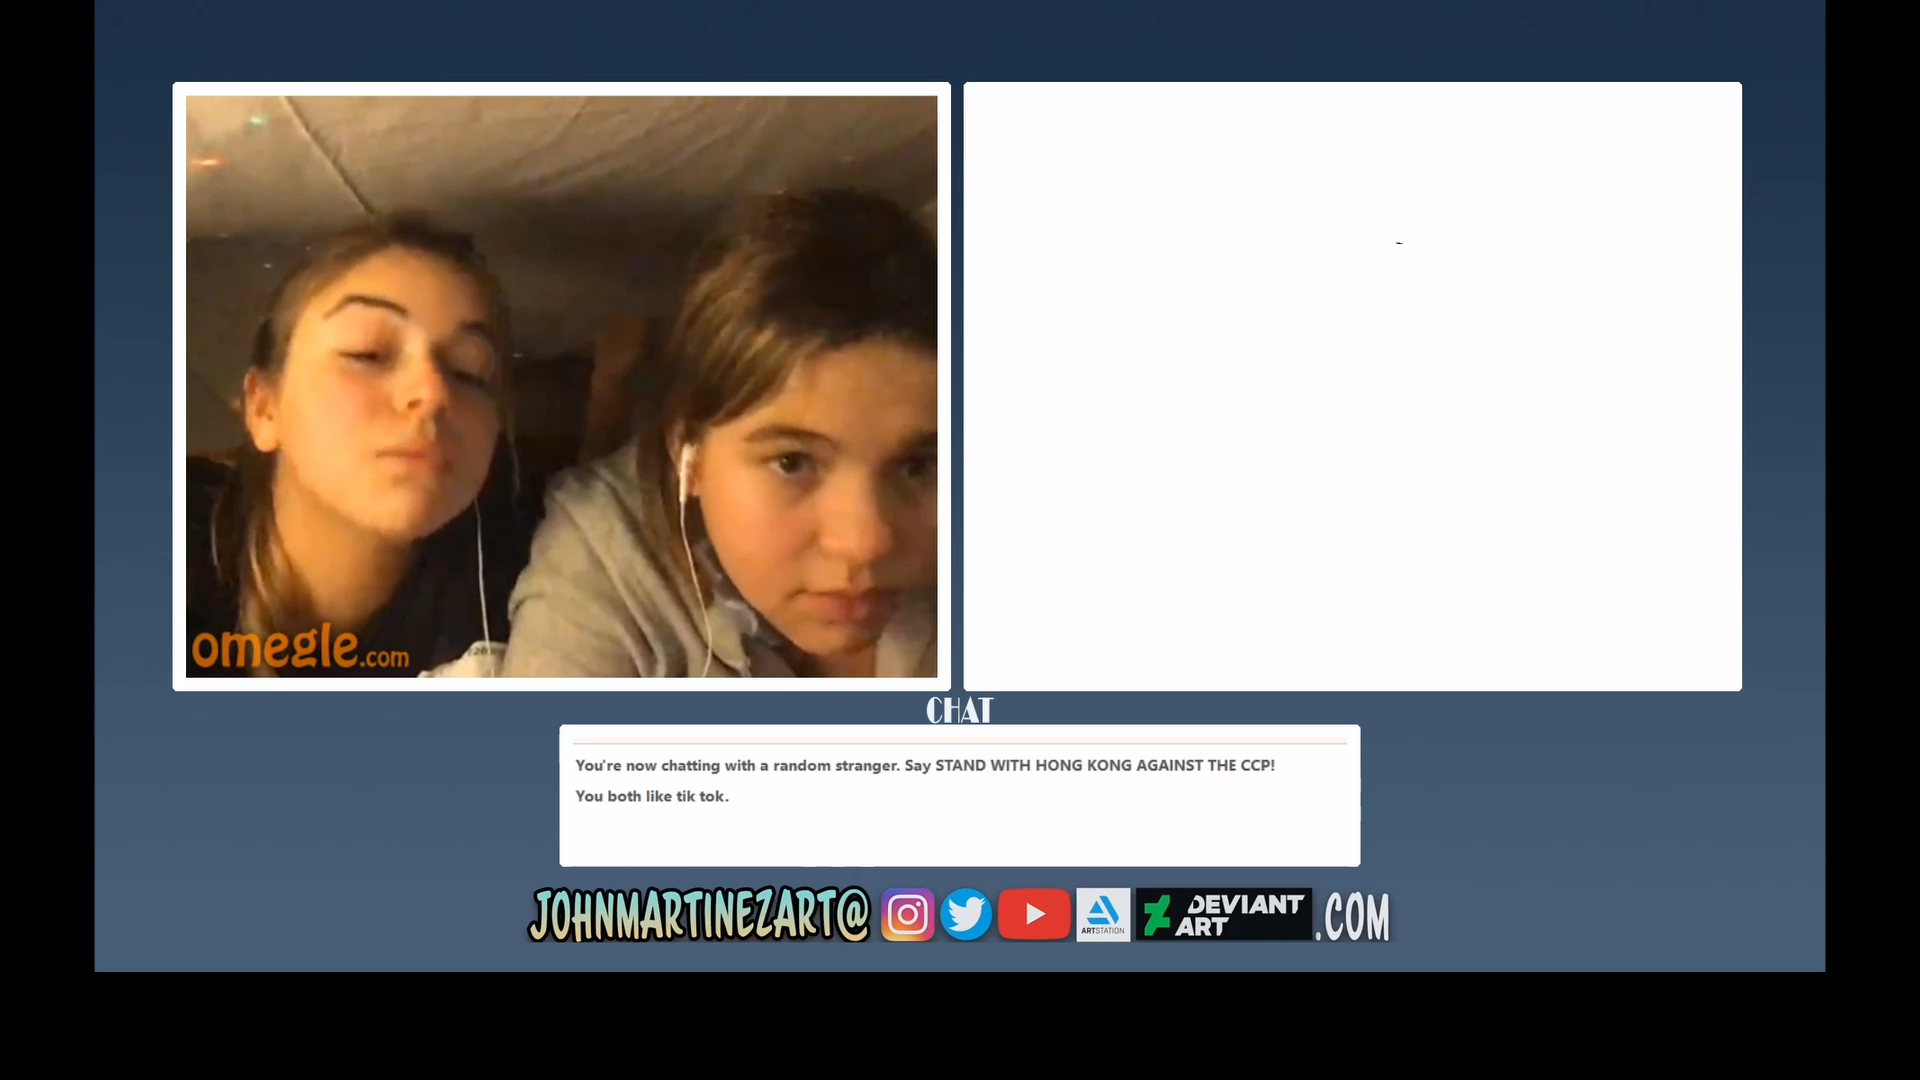 omegle.com
CHAT
You're now chatting with a random stranger. Say STAND WITH HONG KONG AGAINST THE CCP!
You both like tik tok.
JOHNMARTINEZART@
ARTSTATION
DEVIANT
ART
.COM